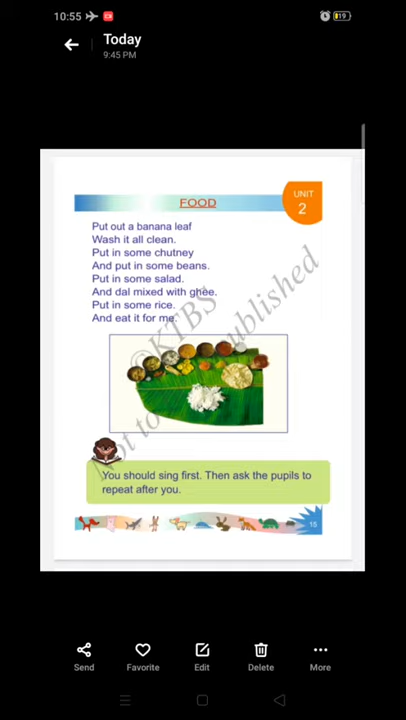 10:55
19
Today
9:45 PM
UNIT
2
FOOD
Put out a banana leaf
Wash it all clean.
Put in some chutney
And put in some beans.
Put in some salad.
And dal mixed with ghee.
Put in some rice.
And eat it for me.
©KTBS
Not to published
You should sing first. Then ask the pupils to
repeat after you.
15
Send Favorite Edit Delete More